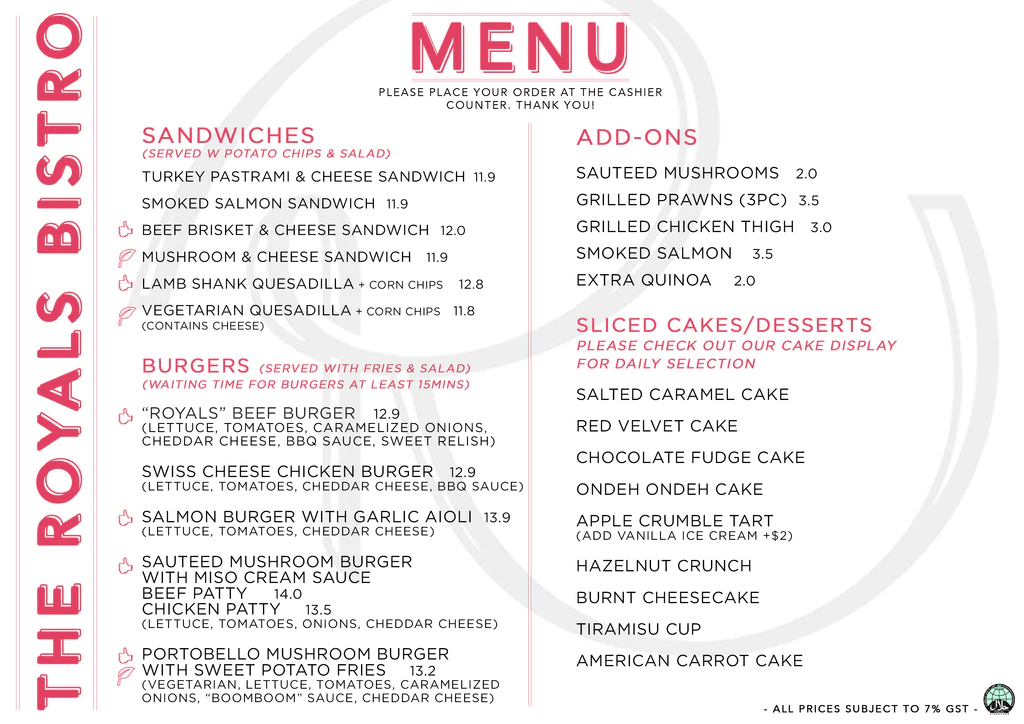 THE ROYALS BISTRO
MENU
PLEASE PLACE YOUR ORDER AT THE CASHIER
COUNTER. THANK YOU!
SANDWICHES
(SERVED W POTATO CHIPS & SALAD)
TURKEY PASTRAMI & CHEESE SANDWICH 11.9
SMOKED SALMON SANDWICH 11.9
BEEF BRISKET & CHEESE SANDWICH 12.0
MUSHROOM & CHEESE SANDWICH 11.9
LAMB SHANK QUESADILLA + CORN CHIPS 12.8
VEGETARIAN QUESADILLA + CORN CHIPS 11.8
(CONTAINS CHEESE)
BURGERS (SERVED WITH FRIES & SALAD)
(WAITING TIME FOR BURGERS AT LEAST 15MINS)
“ROYALS” BEEF BURGER 12.9
(LETTUCE, TOMATOES, CARAMELIZED ONIONS,
CHEDDAR CHEESE, BBQ SAUCE, SWEET RELISH)
SWISS CHEESE CHICKEN BURGER 12.9
(LETTUCE, TOMATOES, CHEDDAR CHEESE, BBQ SAUCE)
SALMON BURGER WITH GARLIC AIOLI 13.9
(LETTUCE, TOMATOES, CHEDDAR CHEESE)
SAUTEED MUSHROOM BURGER
WITH MISO CREAM SAUCE
BEEF PATTY 14.0
CHICKEN PATTY 13.5
(LETTUCE, TOMATOES, ONIONS, CHEDDAR CHEESE)
PORTOBELLO MUSHROOM BURGER
WITH SWEET POTATO FRIES 13.2
(VEGETARIAN, LETTUCE, TOMATOES, CARAMELIZED
ONIONS, “BOOMBOOM” SAUCE, CHEDDAR CHEESE)
ADD-ONS
SAUTEED MUSHROOMS 2.0
GRILLED PRAWNS (3PC) 3.5
GRILLED CHICKEN THIGH 3.0
SMOKED SALMON 3.5
EXTRA QUINOA 2.0
SLICED CAKES/DESSERTS
PLEASE CHECK OUT OUR CAKE DISPLAY
FOR DAILY SELECTION
SALTED CARAMEL CAKE
RED VELVET CAKE
CHOCOLATE FUDGE CAKE
ONDEH ONDEH CAKE
APPLE CRUMBLE TART
(ADD VANILLA ICE CREAM +$2)
HAZELNUT CRUNCH
BURNT CHEESECAKE
TIRAMISU CUP
AMERICAN CARROT CAKE
- ALL PRICES SUBJECT TO 7% GST -